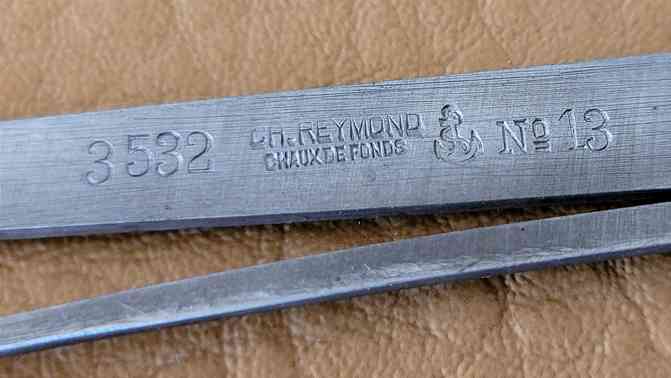 3532
CH. REYMOND
CHAUX DE FONDS
No 13